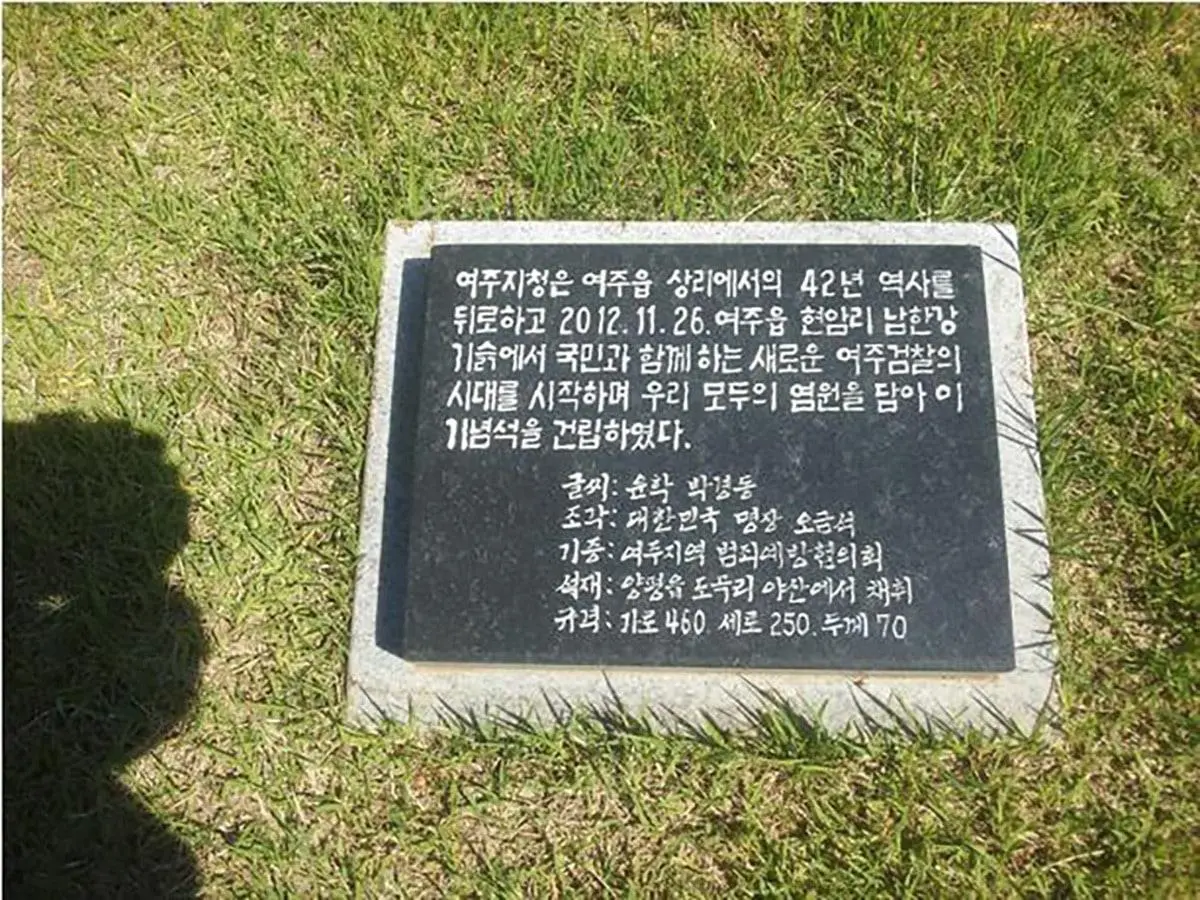 여주지청은 여주읍 상리에서의 42년 역사를
뒤로하고 2012.11.26.여주읍 현암리 남한강
기슭에서 국민과 함께 하는 새로운 여주검찰의
시대를 시작하며 우리 모두의 염원을 담아 이
기념석을 건립하였다.
글씨: 윤학 박경동
조각: 대한민국 명장 오금석
기증: 여주지역 범죄예방협의회
석재: 양평읍 도곡리 야산에서 채취
규격: 가로 460. 세로 250. 두께 70